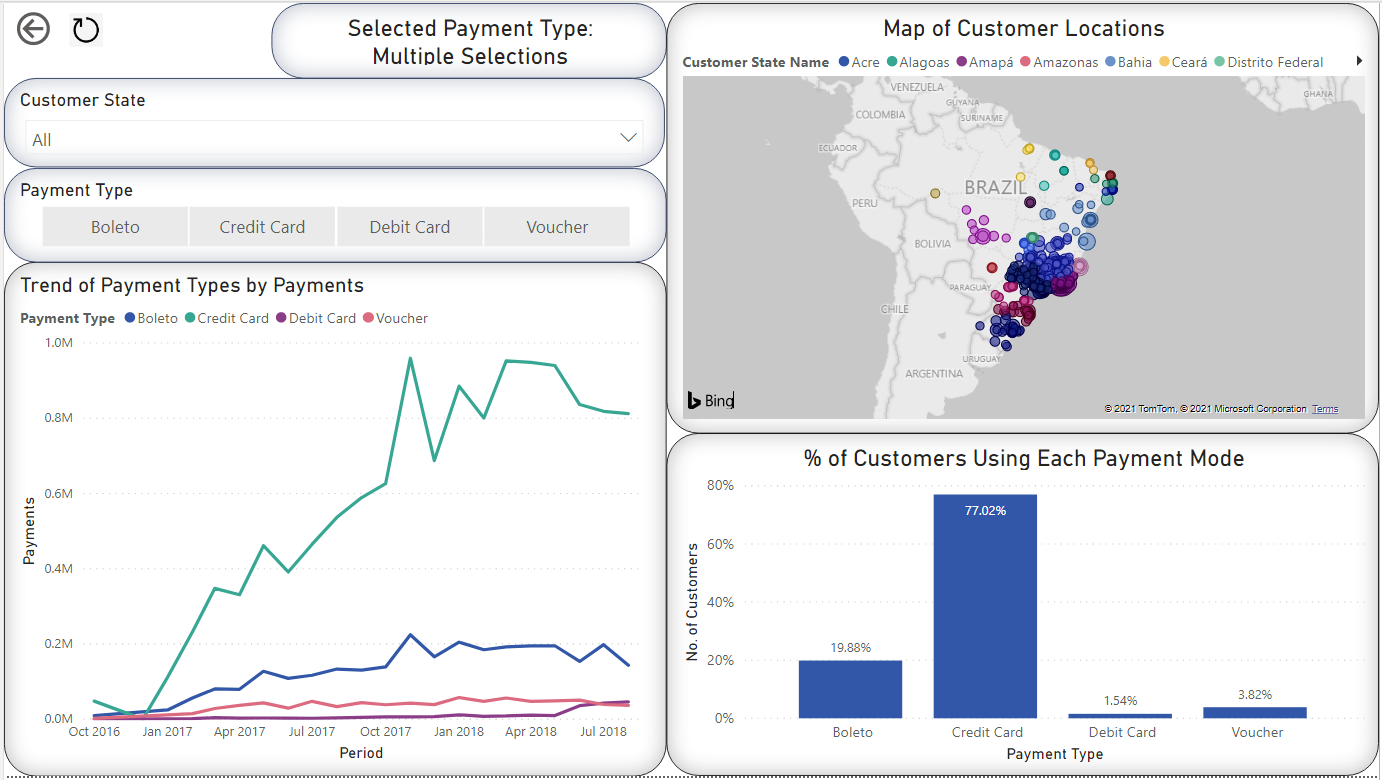 Selected Payment Type:
Multiple Selections
Customer State
All
Payment Type
Boleto Credit Card Debit Card Voucher
Trend of Payment Types by Payments
Payment Type Boleto Credit Card Debit Card Voucher
1.0M
0.8M
0.6M
0.4M
0.2M
0.0M
Payments
Oct 2016 Jan 2017 Apr 2017 Jul 2017 Oct 2017 Jan 2018 Apr 2018 Jul 2018
Period
Map of Customer Locations
Customer State Name Acre Alagoas Amapá Amazonas Bahia Ceará Distrito Federal
VENEZUELA
GUYANA
COLOMBIA
SURINAME
GHANA
ECUADOR
BRAZIL
PERU
BOLIVIA
PARAGUAY
CHILE
URUGUAY
ARGENTINA
Bing
© 2021 TomTom, © 2021 Microsoft Corporation Terms
% of Customers Using Each Payment Mode
80%
60%
40%
20%
0%
No. of Customers
19.88%
77.02%
1.54%
3.82%
Boleto Credit Card Debit Card Voucher
Payment Type